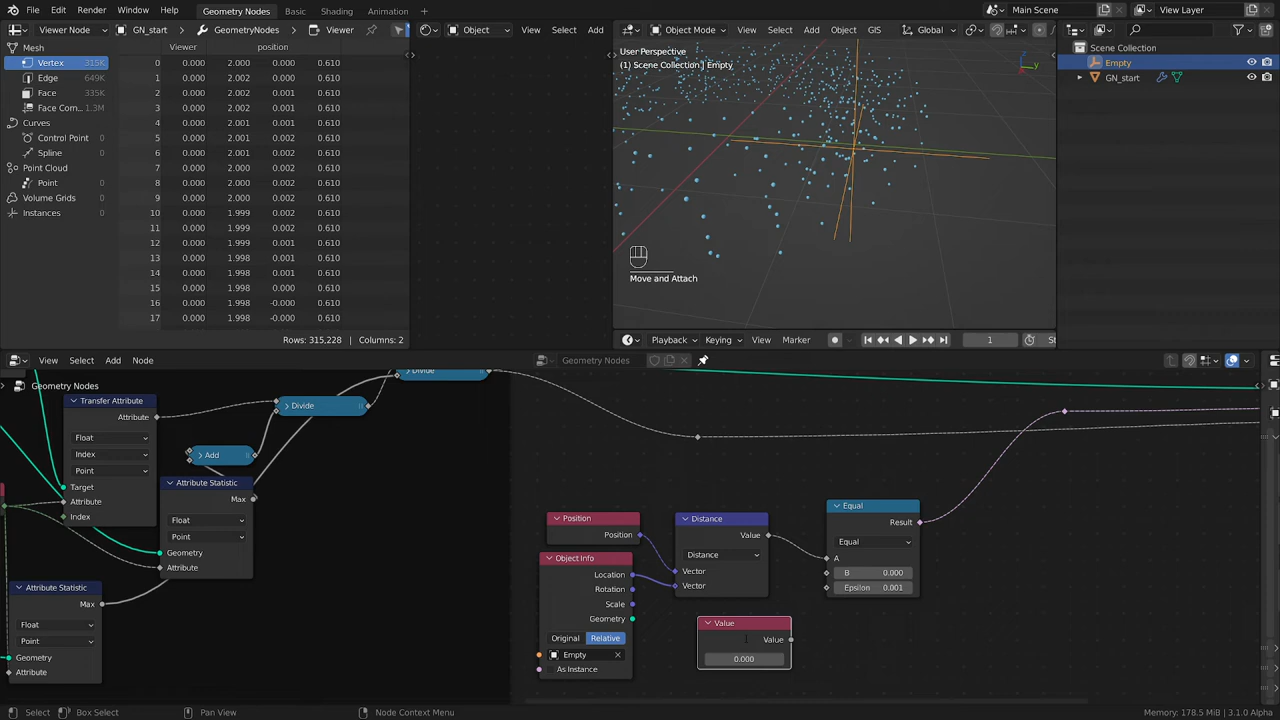 File Edit Render Window Help Geometry Nodes Basic Shading Animation + Main Scene View Layer
Viewer Node GN_start GeometryNodes Viewer
Object View Select Add
Object Mode View Select Add Object GIS Global
Mesh
Vertex 315K
Edge 649K
Face 335K
Face Com... 1.3M
Curves
Control Point 0
Spline 0
Point Cloud
Point 0
Volume Grids 0
Instances 0
Viewer position
0 0.000 2.000 0.000 0.610
1 0.000 2.002 0.000 0.610
2 0.000 2.002 0.001 0.610
3 0.000 2.002 0.001 0.610
4 0.000 2.001 0.001 0.610
5 0.000 2.001 0.002 0.610
6 0.000 2.001 0.002 0.610
7 0.000 2.000 0.002 0.610
8 0.000 2.000 0.002 0.610
9 0.000 2.000 0.002 0.610
10 0.000 1.999 0.002 0.610
11 0.000 1.999 0.002 0.610
12 0.000 1.999 0.001 0.610
13 0.000 1.998 0.001 0.610
14 0.000 1.998 0.001 0.610
15 0.000 1.998 0.000 0.610
16 0.000 1.998 -0.000 0.610
17 0.000 1.998 -0.000 0.610
Rows: 315,228 Columns: 2
User Perspective
(1) Scene Collection | Empty
y
Move and Attach
Playback Keying View Marker 1 St
Scene Collection
Empty
GN_start
View Select Add Node
Geometry Nodes
Geometry Nodes
Transfer Attribute
Attribute
Float
Index
Point
Target
Attribute
Index
Divide
Divide
Add
Attribute Statistic
Max
Float
Point
Geometry
Attribute
Attribute Statistic
Max
Float
Point
Geometry
Attribute
Position
Position
Object Info
Location
Rotation
Scale
Geometry
Original Relative
Empty
As Instance
Distance
Value
Distance
Vector
Vector
Value
Value
0.000
Equal
Result
Equal
A
B 0.000
Epsilon 0.001
Select Box Select Pan View Node Context Menu Memory: 178.5 MiB | 3.1.0 Alpha